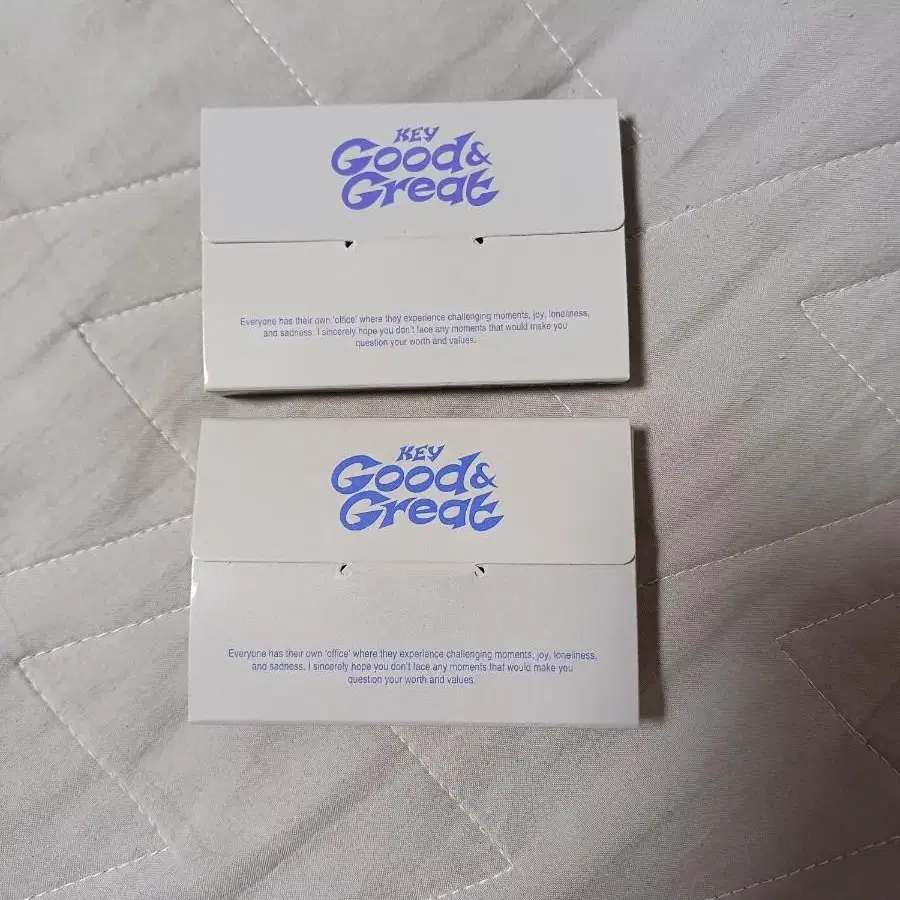 KEY
Good&
Great
Everyone has their own 'office' where they experience challenging moments, joy, loneliness,
and sadness. I sincerely hope you don't face any moments that would make you
question your worth and values.
KEY
Good&
Great
Everyone has their own 'office' where they experience challenging moments, joy, loneliness,
and sadness. I sincerely hope you don't face any moments that would make you
question your worth and values.